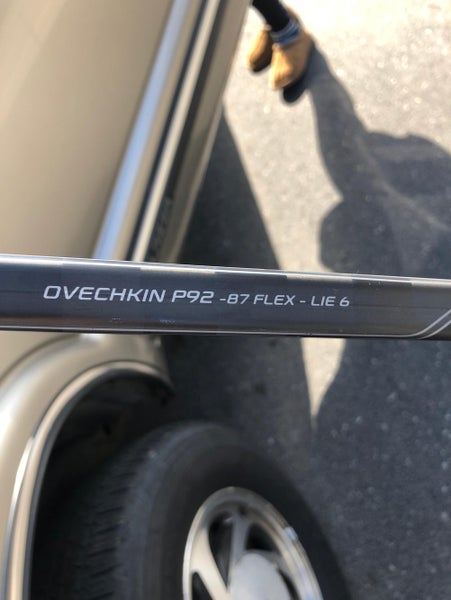 OVECHKIN P92 -87 FLEX - LIE 6